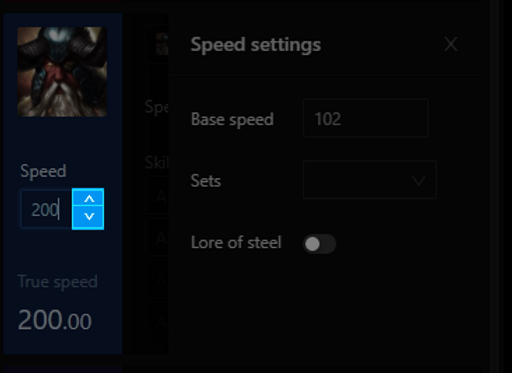 Speed settings
Base speed
102
Speed
200
Sets
Lore of steel
True speed
200.00